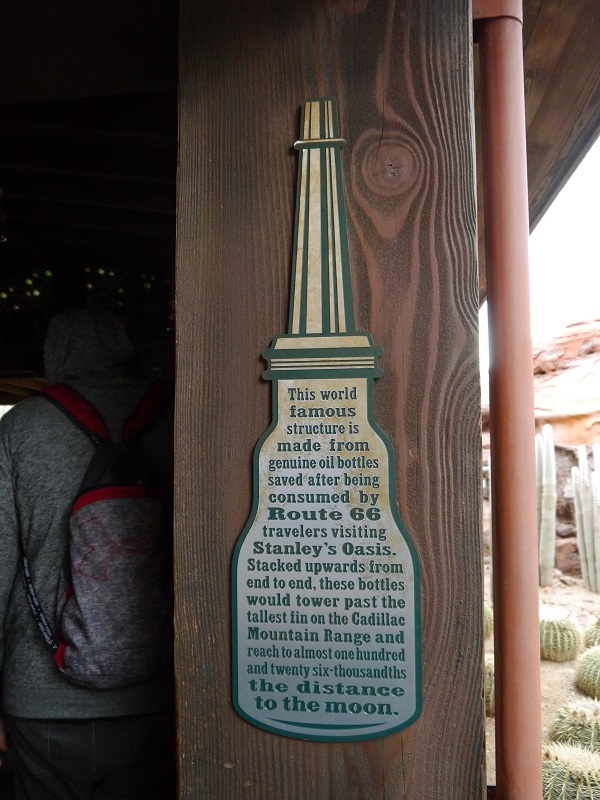 This world
famous
structure is
made from
genuine oil bottles
saved after being
consumed by
Route 66
travelers visiting
Stanley's Oasis.
Stacked upwards from
end to end, these bottles
would tower past the
tallest fin on the Cadillac
Mountain Range and
reach to almost one hundred
and twenty six-thousandths
the distance
to the moon.